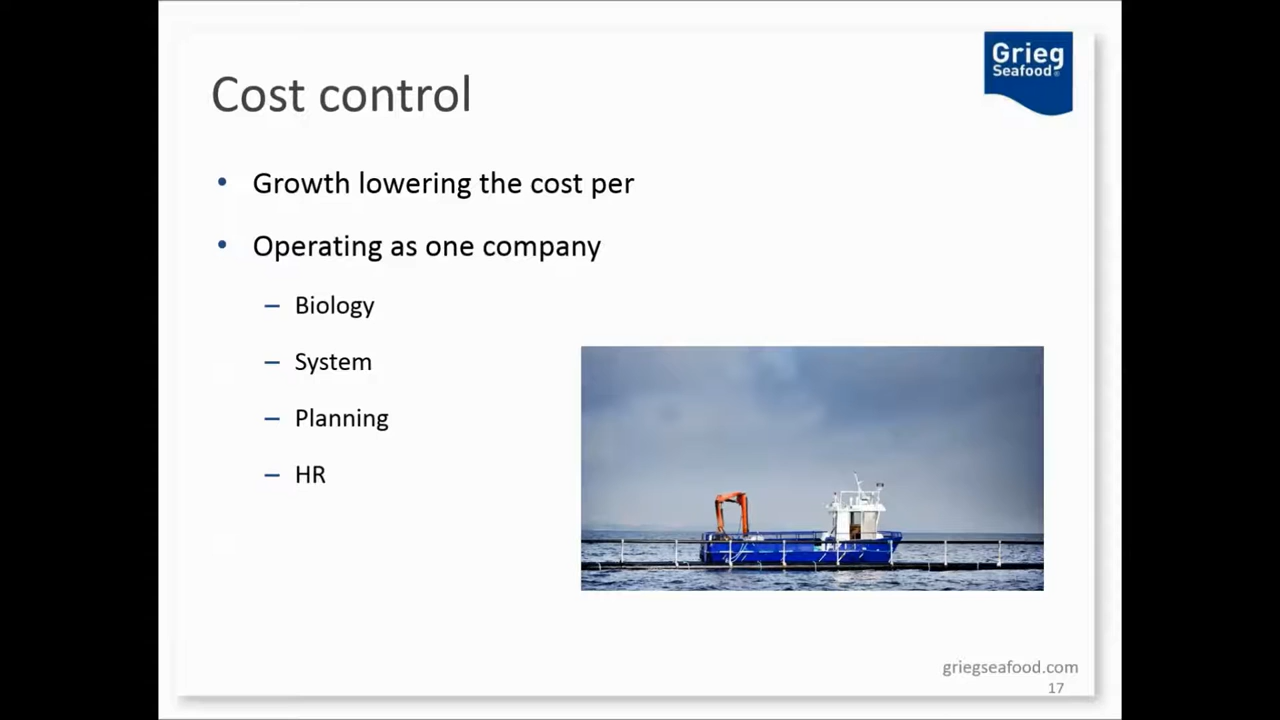 Grieg
Seafood®
Cost control
• Growth lowering the cost per
• Operating as one company
– Biology
– System
– Planning
– HR
griegseafood.com
17